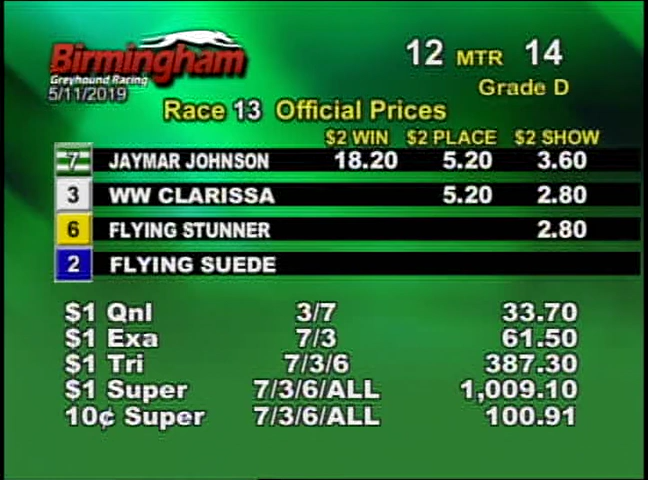 Birmingham
Greyhound Racing
5/11/2019
12 MTR 14
Grade D
Race 13 Official Prices
$2 WIN $2 PLACE $2 SHOW
7 JAYMAR JOHNSON 18.20 5.20 3.60
3 WW CLARISSA 5.20 2.80
6 FLYING STUNNER 2.80
2 FLYING SUEDE
$1 Qnl 3/7 33.70
$1 Exa 7/3 61.50
$1 Tri 7/3/6 387.30
$1 Super 7/3/6/ALL 1,009.10
10¢ Super 7/3/6/ALL 100.91